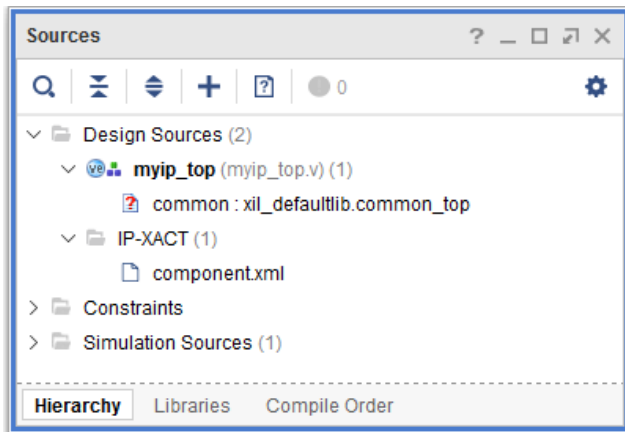 Sources
0
Design Sources (2)
myip_top (myip_top.v) (1)
common : xil_defaultlib.common_top
IP-XACT (1)
component.xml
Constraints
Simulation Sources (1)
Hierarchy Libraries Compile Order